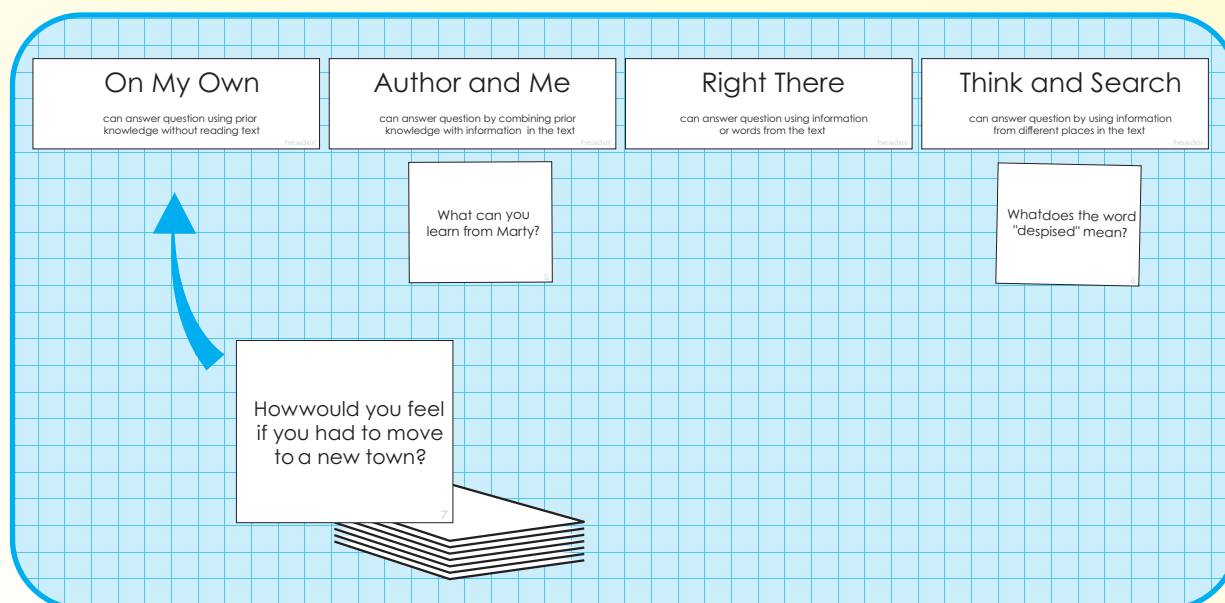 On My Own
can answer question using prior
knowledge without reading text
header
Author and Me
can answer question by combining prior
knowledge with information in the text
header
Right There
can answer question using information
or words from the text
header
Think and Search
can answer question by using information
from different places in the text
header
What can you
learn from Marty?
5
Whatdoes the word
"despised" mean?
6
Howwould you feel
if you had to move
to a new town?
7